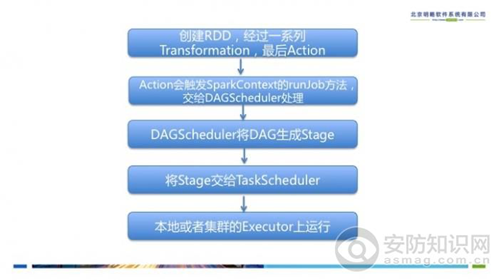 北京明略软件系统有限公司
创建RDD，经过一系列
Transformation，最后Action
Action会触发SparkContext的runJob方法，
交给DAGScheduler处理
DAGScheduler将DAG生成Stage
将Stage交给TaskScheduler
本地或者集群的Executor上运行
安防知识网
asmag.com.cn